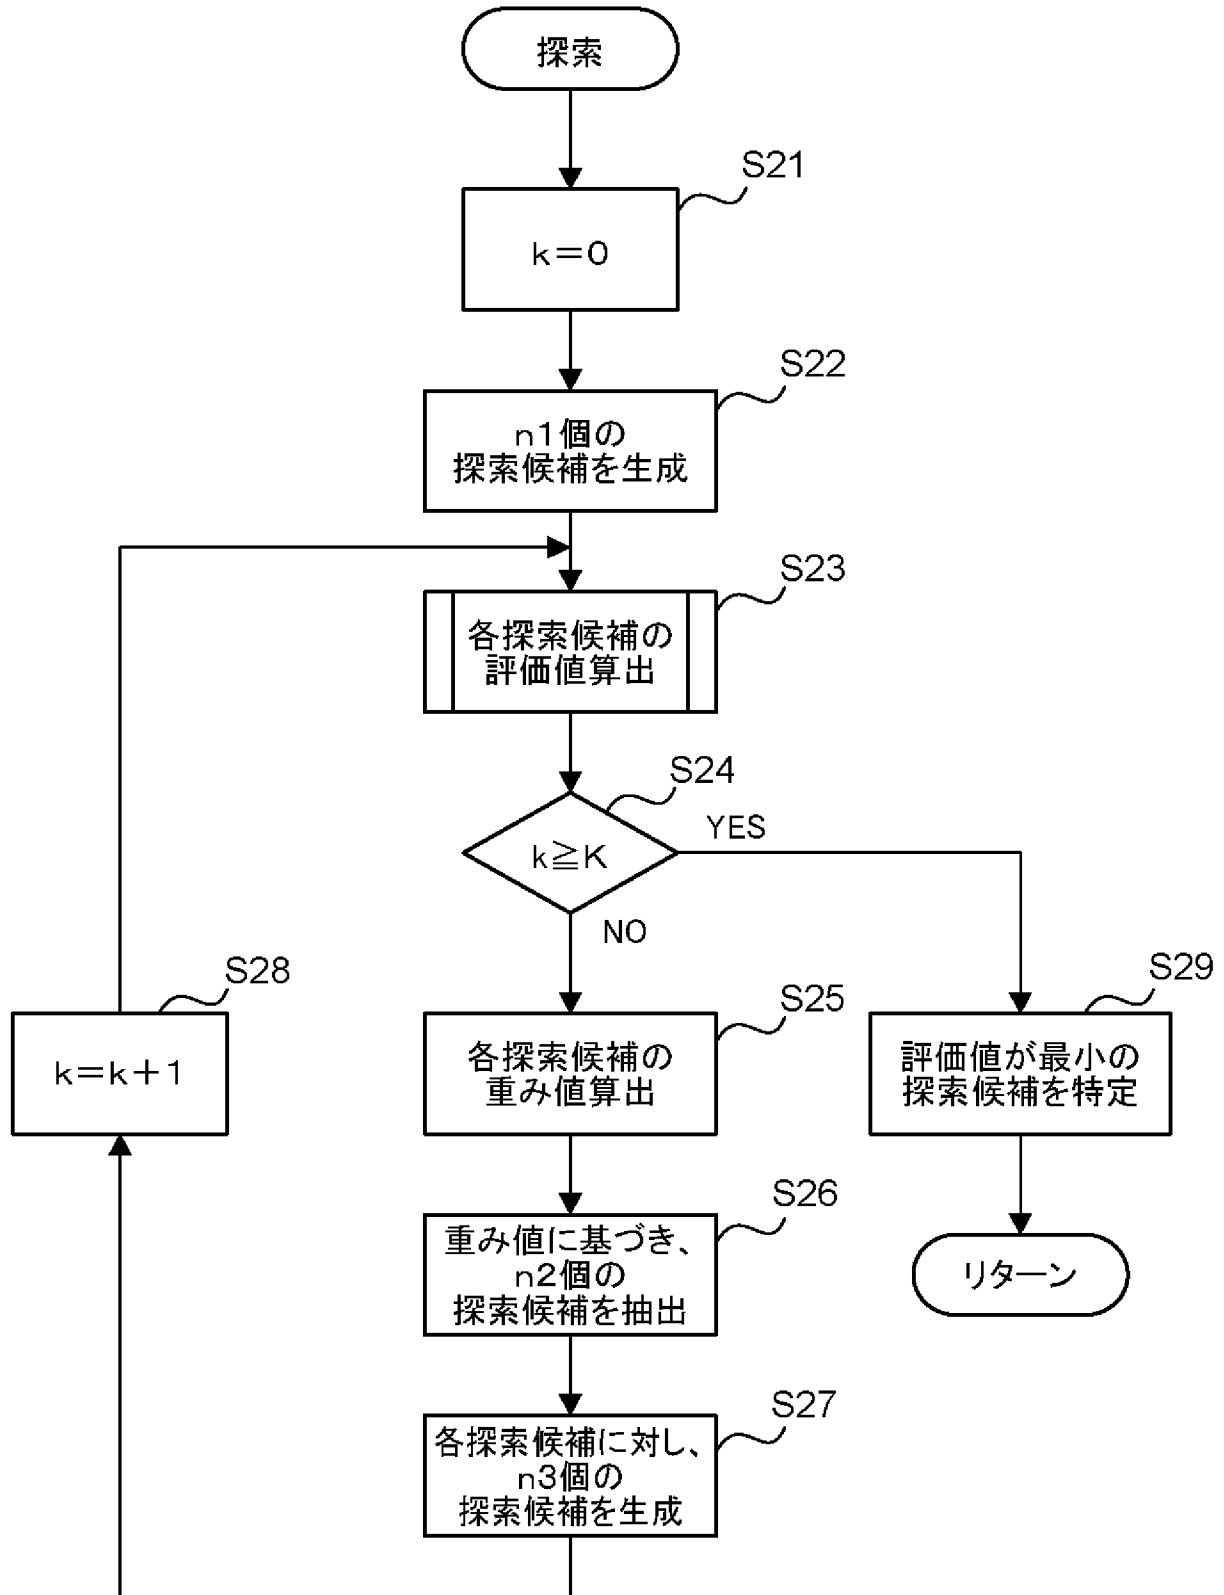 探索
S21
k=0
S22
n1個の
探索候補を生成
S23
各探索候補の
評価値算出
S24
k≧K
YES
NO
S25
各探索候補の
重み値算出
S26
重み値に基づき、
n2個の
探索候補を抽出
S27
各探索候補に対し、
n3個の
探索候補を生成
S28
k=k+1
S29
評価値が最小の
探索候補を特定
リターン